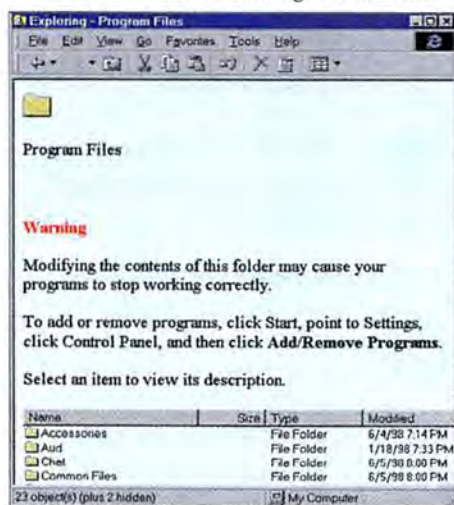 Exploring - Program Files
File Edit View Go Favorites Tools Help
Program Files
Warning
Modifying the contents of this folder may cause your
programs to stop working correctly.
To add or remove programs, click Start, point to Settings,
click Control Panel, and then click Add/Remove Programs.
Select an item to view its description.
Name Size Type Modified
Accessories File Folder 6/4/98 7:14 PM
Aud File Folder 1/18/98 7:33 PM
Chat File Folder 6/5/98 8:00 PM
Common Files File Folder 6/5/98 8:00 PM
23 object(s) (plus 2 hidden) My Computer